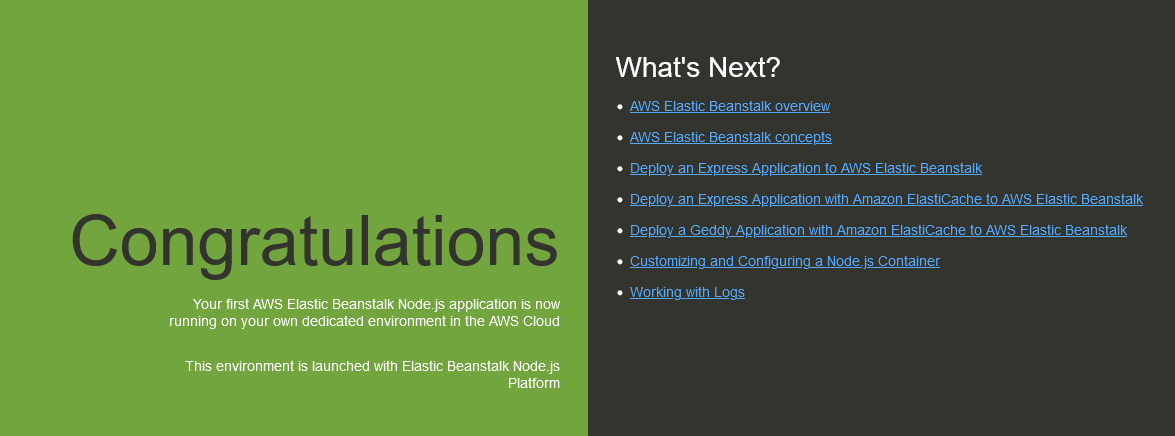 Congratulations
Your first AWS Elastic Beanstalk Node.js application is now
running on your own dedicated environment in the AWS Cloud
This environment is launched with Elastic Beanstalk Node.js
Platform
What's Next?
AWS Elastic Beanstalk overview
AWS Elastic Beanstalk concepts
Deploy an Express Application to AWS Elastic Beanstalk
Deploy an Express Application with Amazon ElastiCache to AWS Elastic Beanstalk
Deploy a Geddy Application with Amazon ElastiCache to AWS Elastic Beanstalk
Customizing and Configuring a Node.js Container
Working with Logs